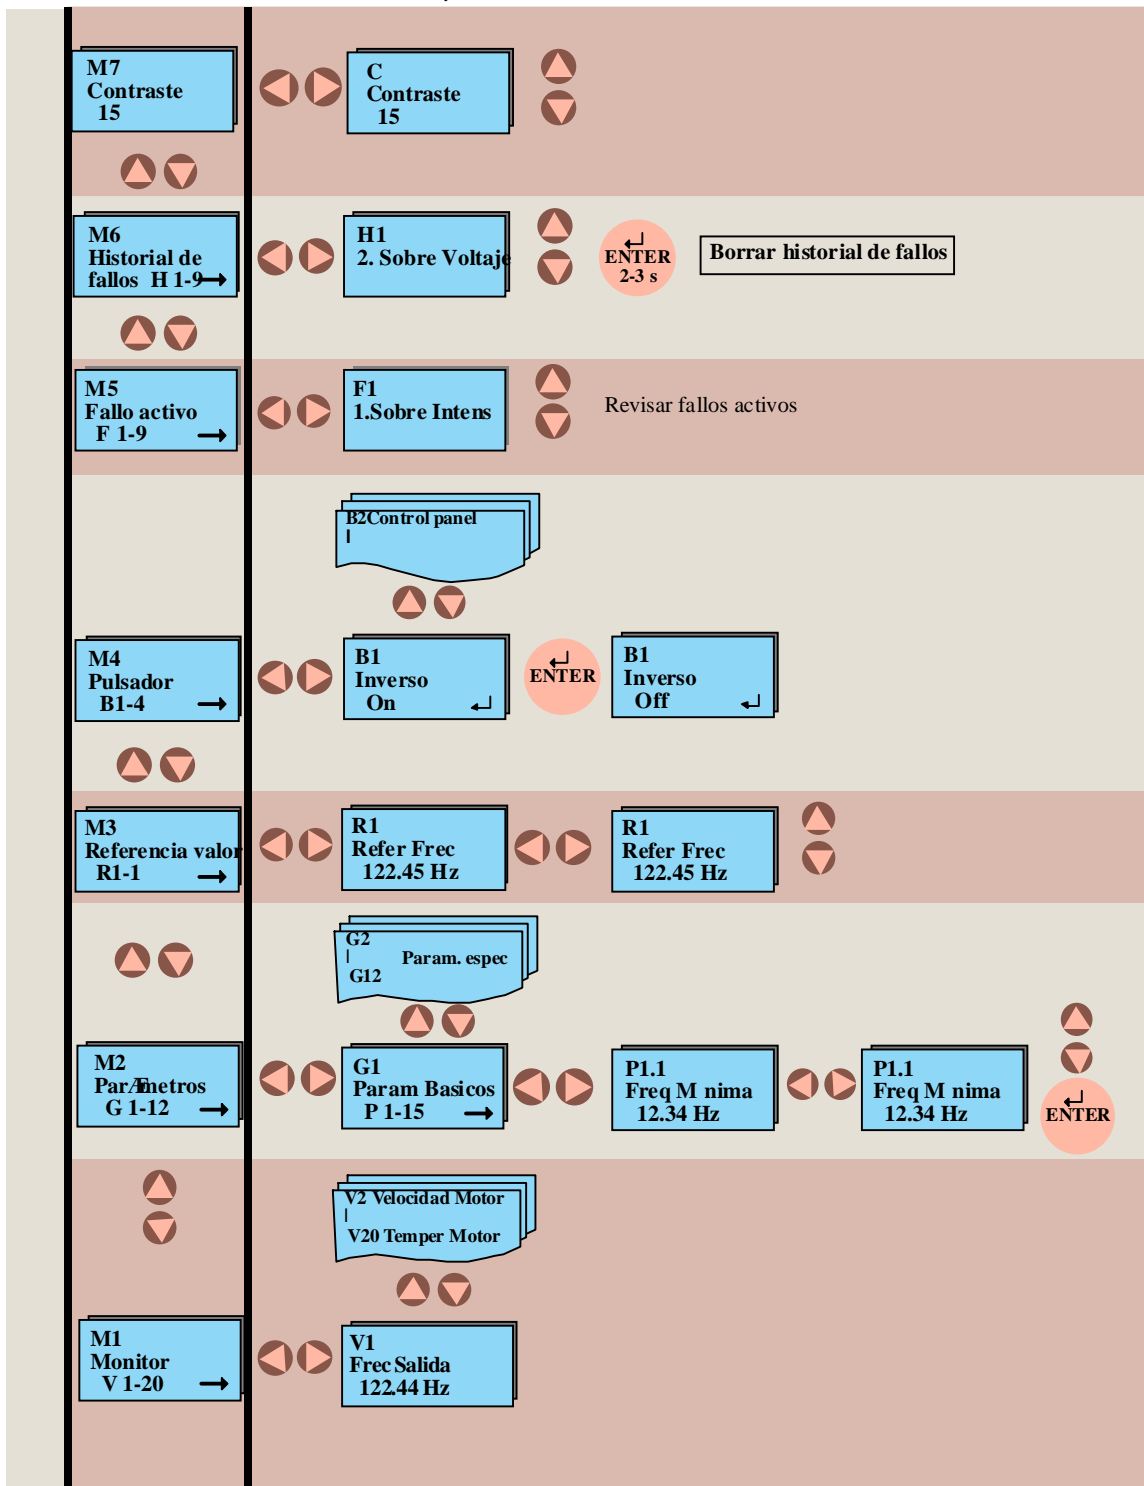 M7
Contraste
15
C
Contraste
15
M6
Historial de
fallos H 1-9
H1
2. Sobre Voltaje
ENTER
2-3 s
Borrar historial de fallos
M5
Fallo activo
F 1-9
F1
1.Sobre Intens
Revisar fallos activos
B2Control panel
M4
Pulsador
B1-4
B1
Inverso
On
ENTER
B1
Inverso
Off
M3
Referencia valor
R1-1
R1
Refer Frec
122.45 Hz
R1
Refer Frec
122.45 Hz
G2
Param. espec
G12
M2
ParÆmetros
G 1-12
G1
Param Basicos
P 1-15
P1.1
Freq M nima
12.34 Hz
P1.1
Freq M nima
12.34 Hz
ENTER
V2 Velocidad Motor
V20 Temper Motor
M1
Monitor
V 1-20
V1
Frec Salida
122.44 Hz